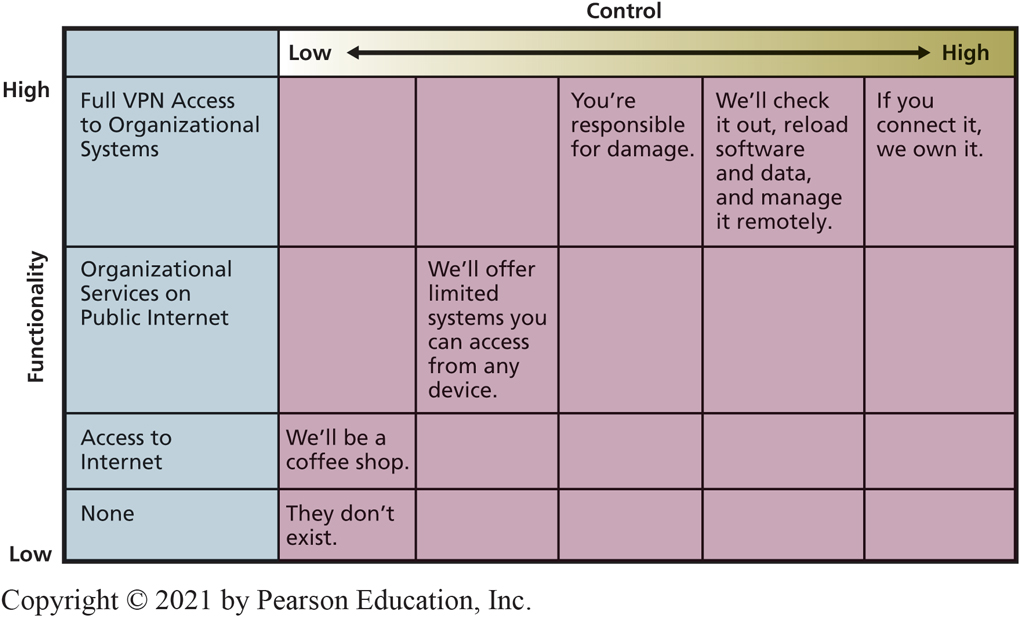 Control
Low
High
High
Full VPN Access
to Organizational
Systems
You’re
responsible
for damage.
We’ll check
it out, reload
software
and data,
and manage
it remotely.
If you
connect it,
we own it.
Functionality
Organizational
Services on
Public Internet
We’ll offer
limited
systems you
can access
from any
device.
Access to
Internet
We’ll be a
coffee shop.
None
They don’t
exist.
Low
Copyright © 2021 by Pearson Education, Inc.